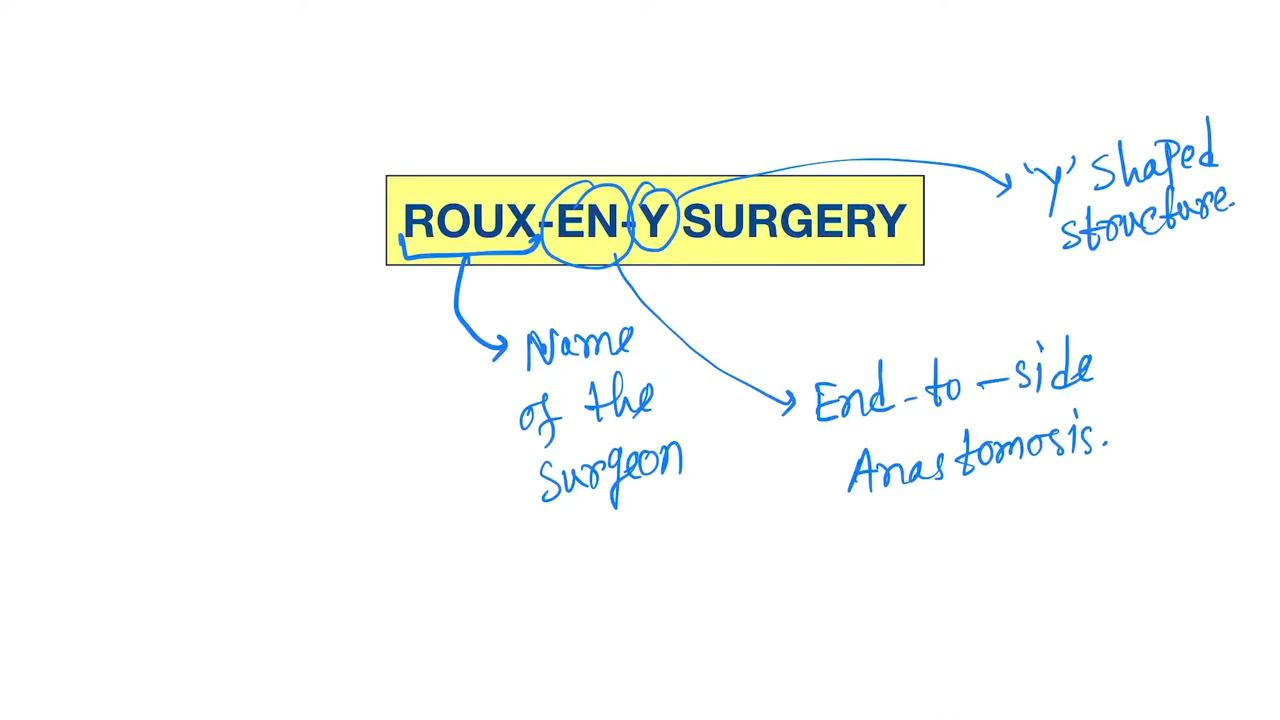 ROUX-EN-Y SURGERY
'Y' shaped
structure.
Name
of the
surgeon
End-to-side
Anastomosis.